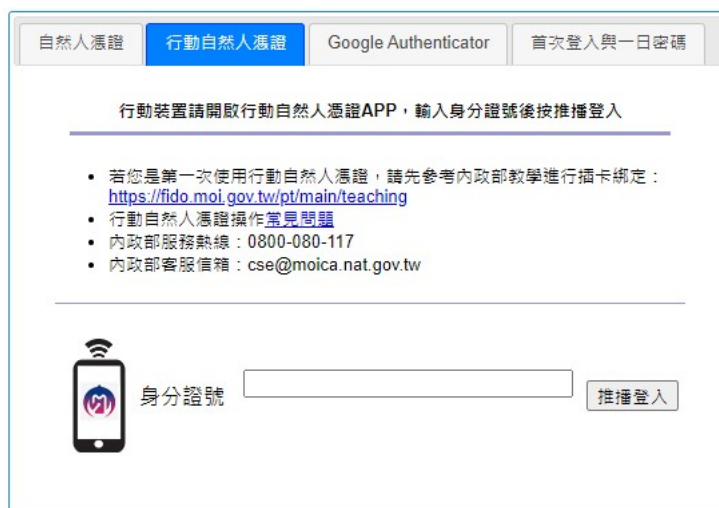 自然人憑證
行動自然人憑證
Google Authenticator
首次登入與一日密碼
行動裝置請開啟行動自然人憑證APP，輸入身分證號後按推播登入
若您是第一次使用行動自然人憑證，請先參考內政部教學進行插卡綁定：
https://fido.moi.gov.tw/pt/main/teaching
行動自然人憑證操作常見問題
內政部服務熱線：0800-080-117
內政部客服信箱：cse@moica.nat.gov.tw
身分證號
推播登入